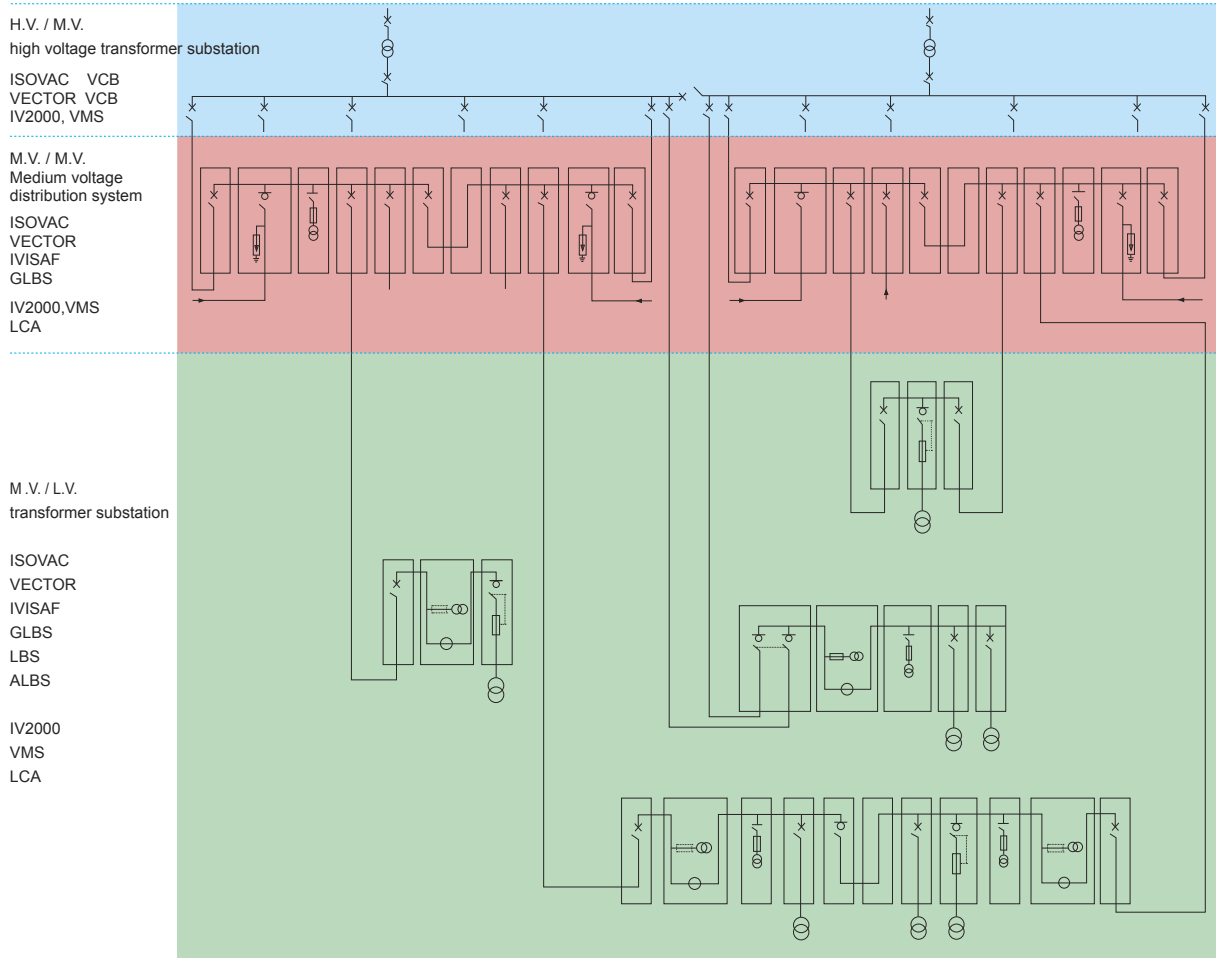 H.V. / M.V.
high voltage transformer substation
ISOVAC VCB
VECTOR VCB
IV2000, VMS
M.V. / M.V.
Medium voltage
distribution system
ISOVAC
VECTOR
IVISAF
GLBS
IV2000,VMS
LCA
M .V. / L.V.
transformer substation
ISOVAC
VECTOR
IVISAF
GLBS
LBS
ALBS
IV2000
VMS
LCA